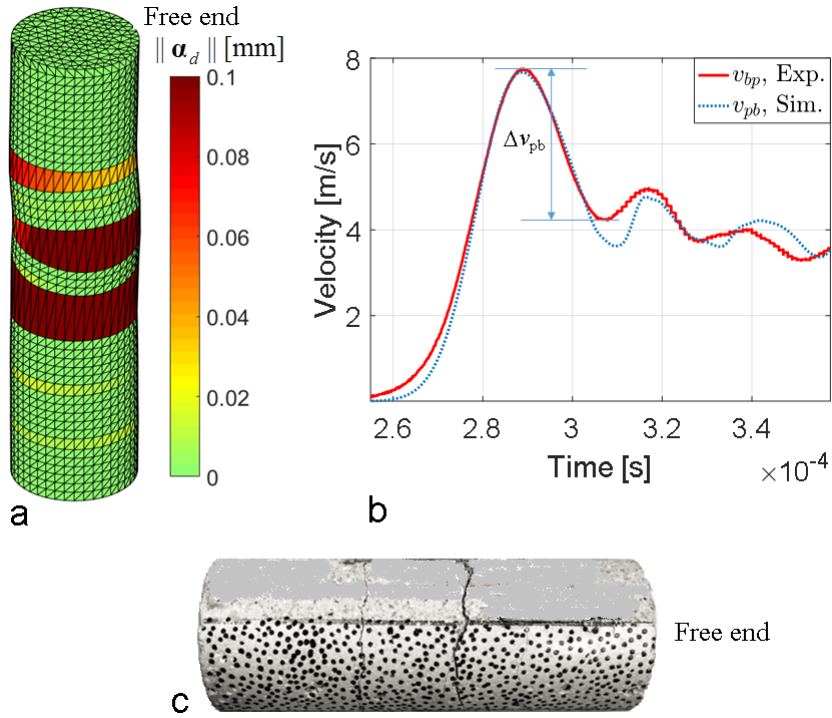 Free end
‖ α_d ‖ [mm]
0.1
0.08
0.06
0.04
0.02
0
a
8
6
4
2
Velocity [m/s]
v_bp, Exp.
v_pb, Sim.
Δv_pb
2.6 2.8 3 3.2 3.4
Time [s]
×10⁻⁴
b
Free end
c